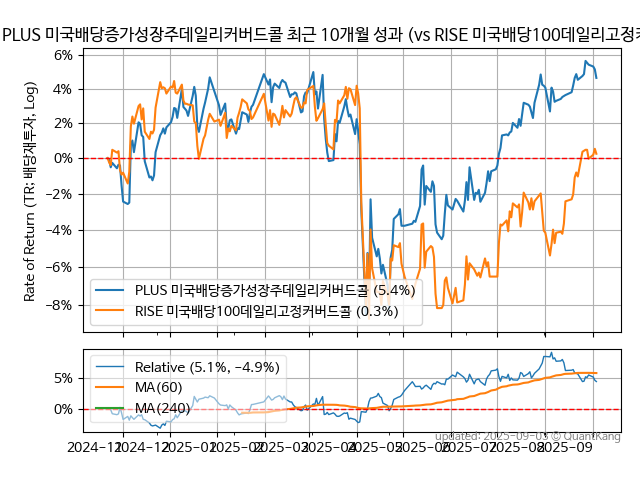 PLUS 미국배당증가성장주데일리커버드콜 최근 10개월 성과 (vs RISE 미국배당100데일리고정커
6%
4%
2%
0%
−2%
−4%
−6%
−8%
Rate of Return (TR: 배당재투자, Log)
PLUS 미국배당증가성장주데일리커버드콜 (5.4%)
RISE 미국배당100데일리고정커버드콜 (0.3%)
5%
0%
Relative (5.1%, −4.9%)
MA(60)
MA(240)
updated: 2025-09-03 © QuantKang
2024-11 2024-12 2025-01 2025-02 2025-03 2025-04 2025-05 2025-06 2025-07 2025-08 2025-09